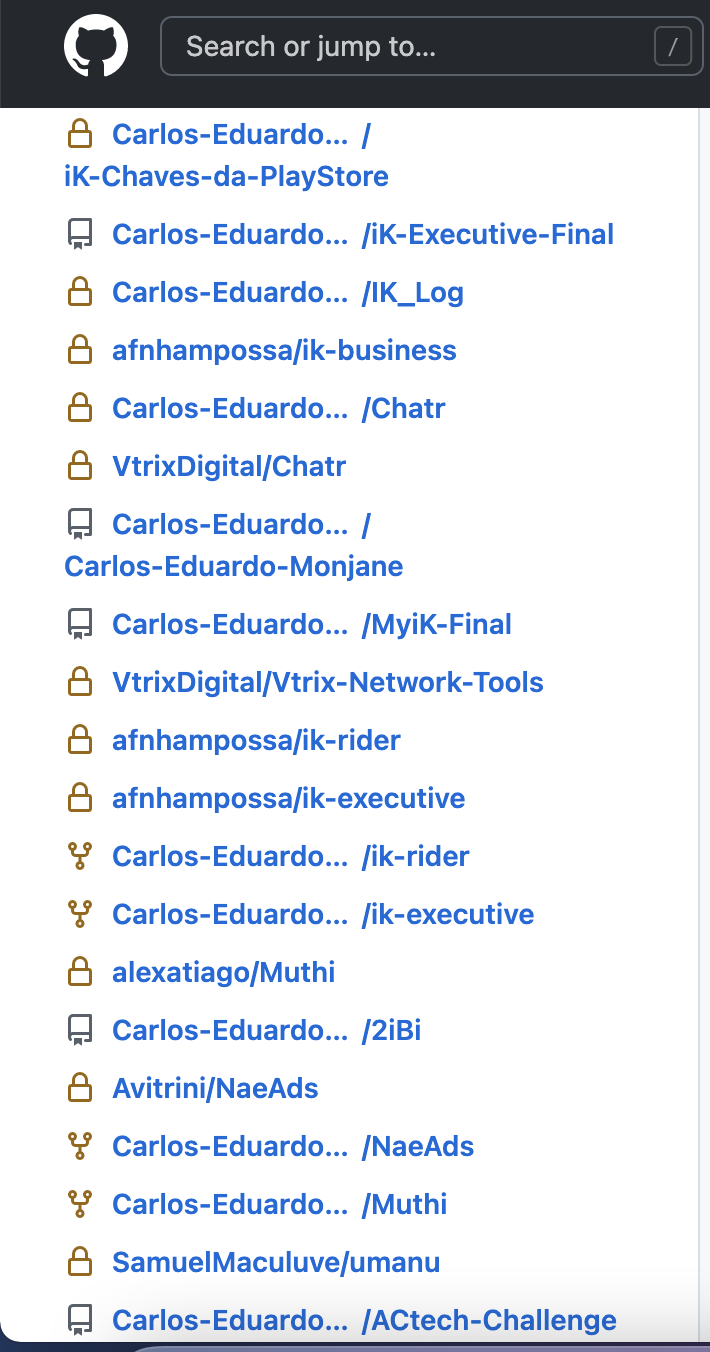 Search or jump to...
/
Carlos-Eduardo... /
iK-Chaves-da-PlayStore
Carlos-Eduardo... /iK-Executive-Final
Carlos-Eduardo... /IK_Log
afnhampossa/ik-business
Carlos-Eduardo... /Chatr
VtrixDigital/Chatr
Carlos-Eduardo... /
Carlos-Eduardo-Monjane
Carlos-Eduardo... /MyiK-Final
VtrixDigital/Vtrix-Network-Tools
afnhampossa/ik-rider
afnhampossa/ik-executive
Carlos-Eduardo... /ik-rider
Carlos-Eduardo... /ik-executive
alexatiago/Muthi
Carlos-Eduardo... /2iBi
Avitrini/NaeAds
Carlos-Eduardo... /NaeAds
Carlos-Eduardo... /Muthi
SamuelMaculuve/umanu
Carlos-Eduardo... /ACtech-Challenge